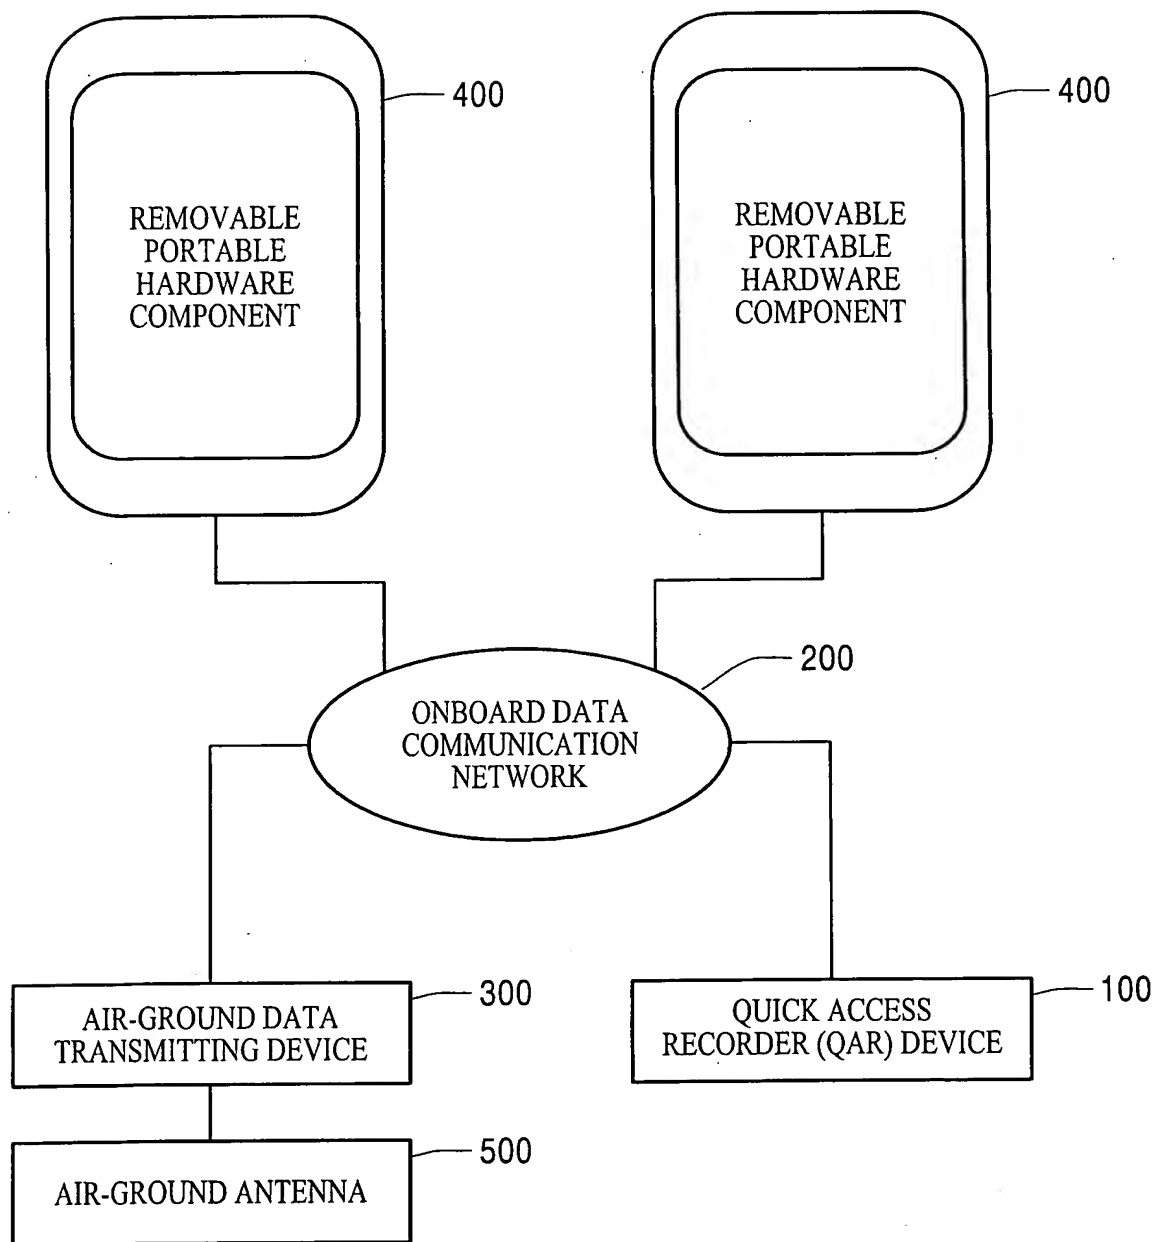 400
REMOVABLE
PORTABLE
HARDWARE
COMPONENT
400
REMOVABLE
PORTABLE
HARDWARE
COMPONENT
200
ONBOARD DATA
COMMUNICATION
NETWORK
300
AIR-GROUND DATA
TRANSMITTING DEVICE
100
QUICK ACCESS
RECORDER (QAR) DEVICE
500
AIR-GROUND ANTENNA